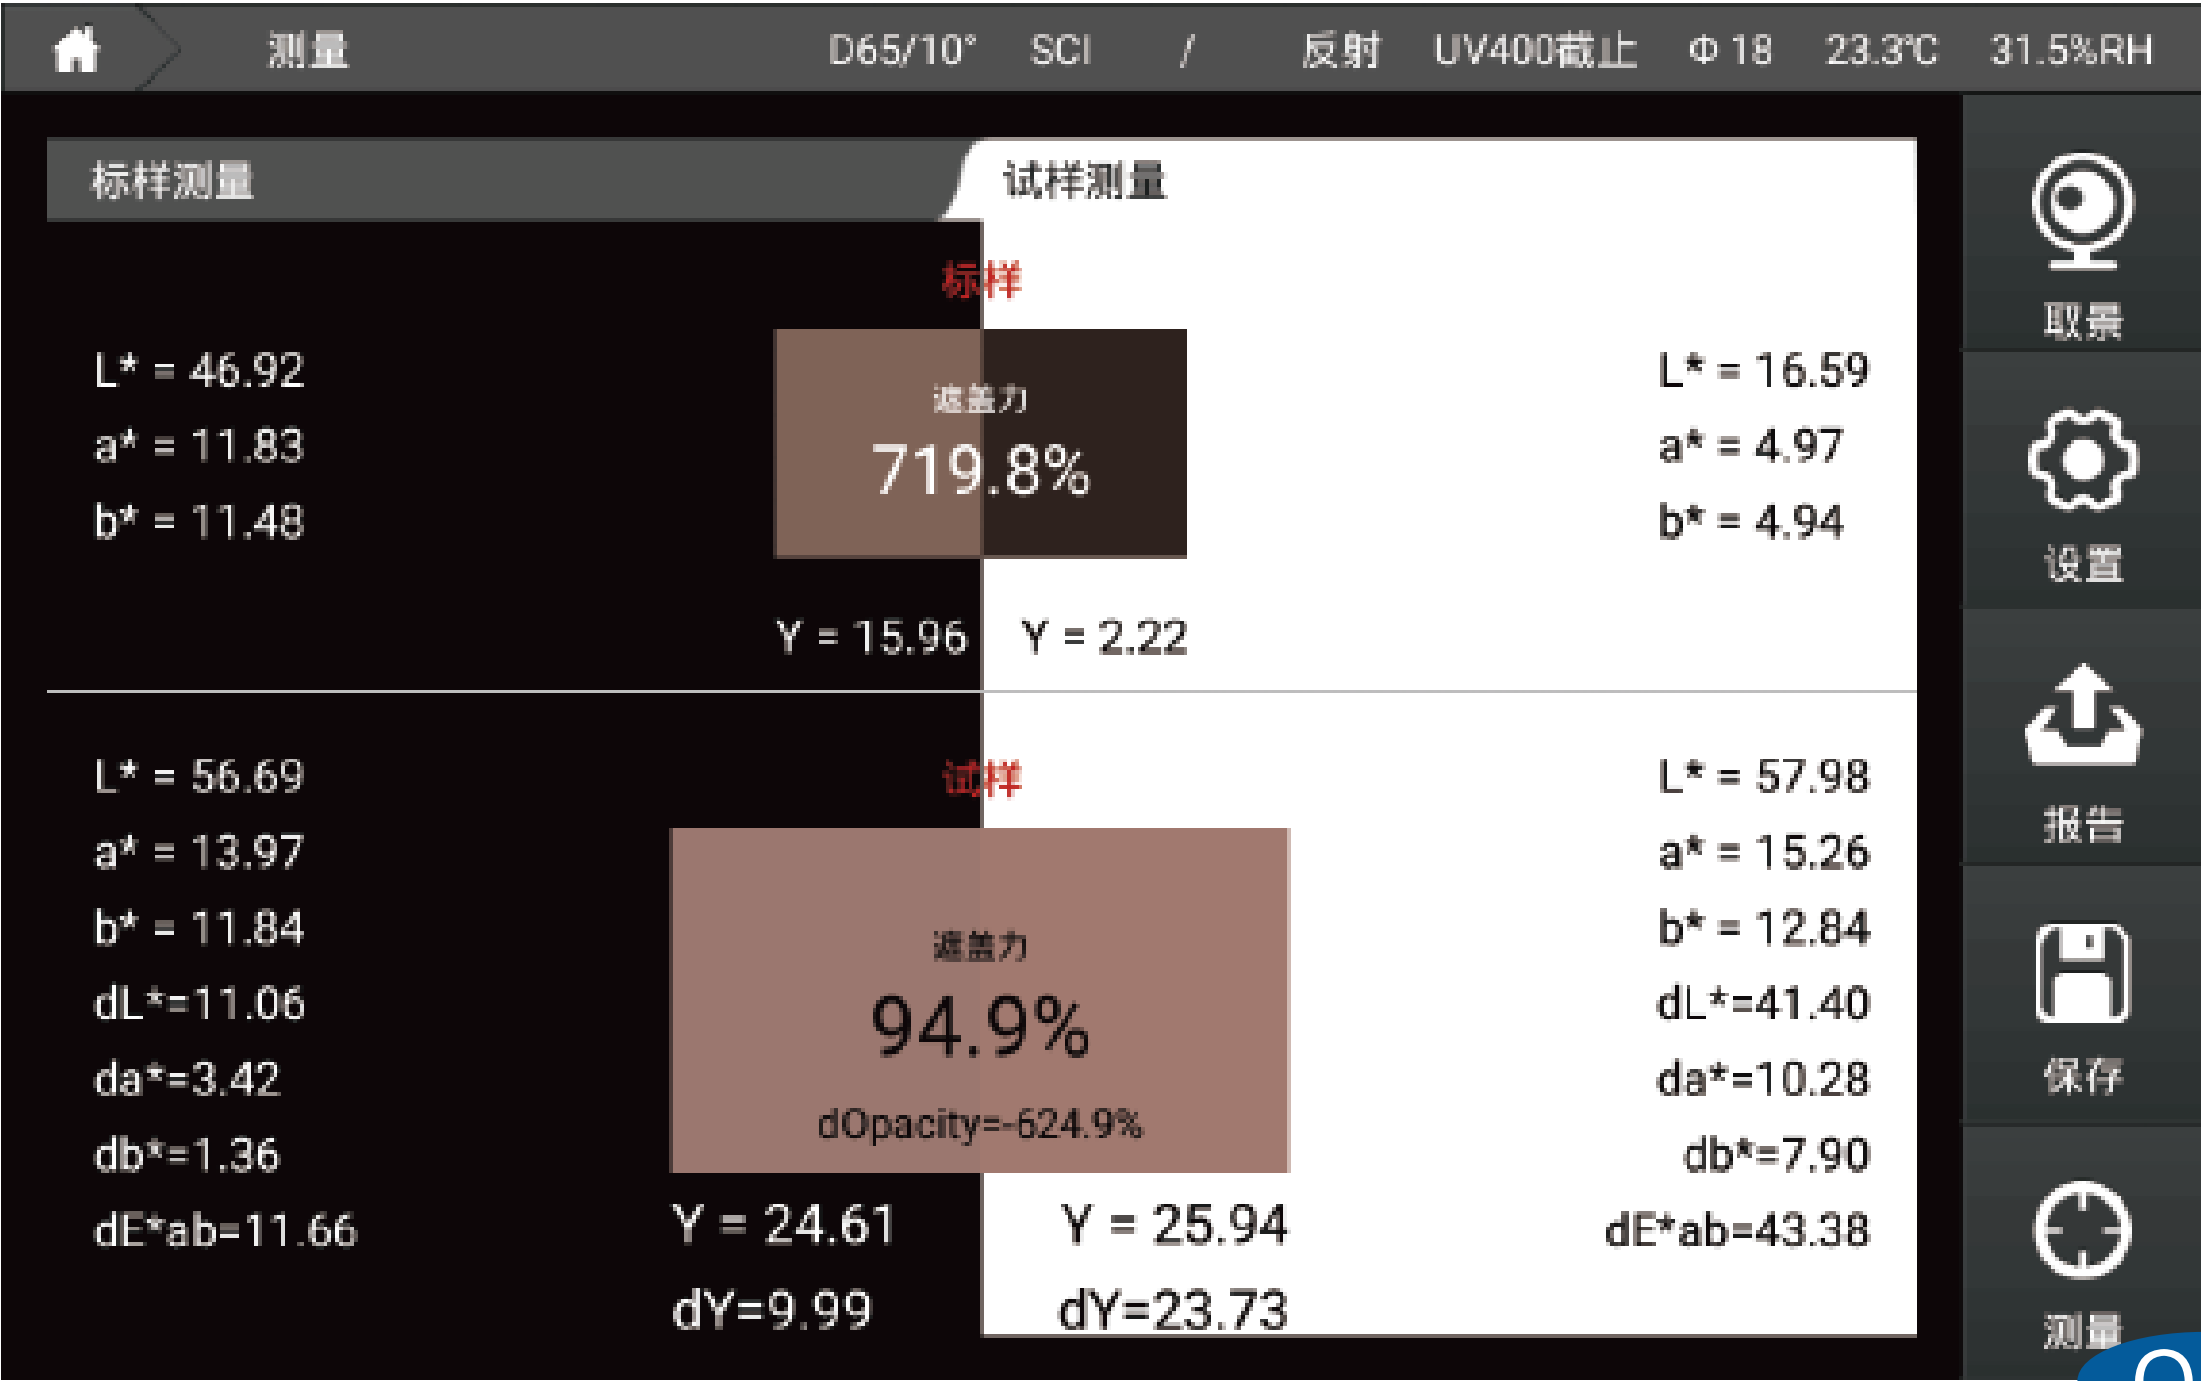 测量 D65/10° SCI / 反射 UV400截止 Φ 18 23.3℃ 31.5%RH
标样测量 试样测量
标样
L* = 46.92
a* = 11.83
b* = 11.48
遮盖力
719.8%
L* = 16.59
a* = 4.97
b* = 4.94
Y = 15.96 Y = 2.22
试样
L* = 56.69
a* = 13.97
b* = 11.84
dL*=11.06
da*=3.42
db*=1.36
dE*ab=11.66
遮盖力
94.9%
dOpacity=-624.9%
Y = 24.61 Y = 25.94
dY=9.99 dY=23.73
L* = 57.98
a* = 15.26
b* = 12.84
dL*=41.40
da*=10.28
db*=7.90
dE*ab=43.38
取景
设置
报告
保存
测量